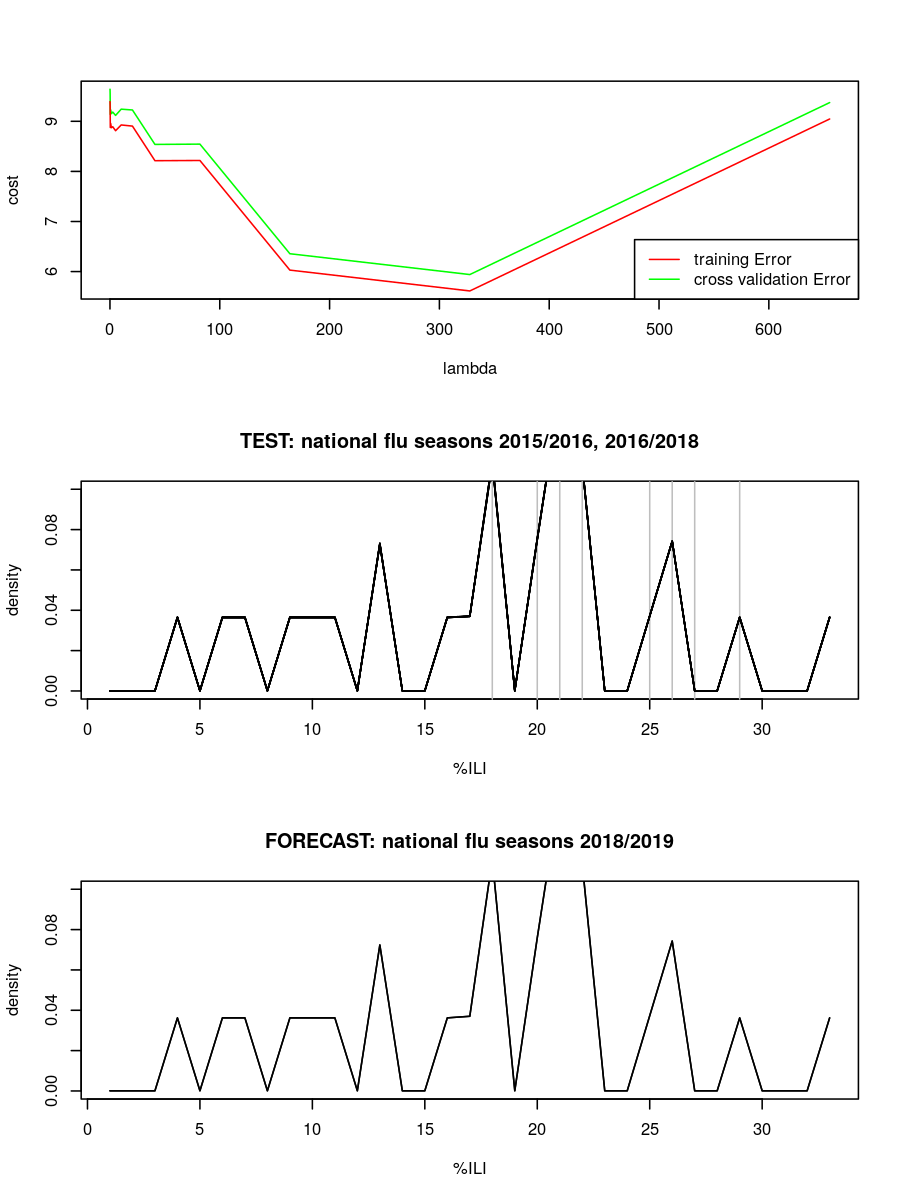 cost
9
8
7
6
training Error
cross validation Error
0 100 200 300 400 500 600
lambda
TEST: national flu seasons 2015/2016, 2016/2018
density
0.08
0.04
0.00
0 5 10 15 20 25 30
%ILI
FORECAST: national flu seasons 2018/2019
density
0.08
0.04
0.00
0 5 10 15 20 25 30
%ILI